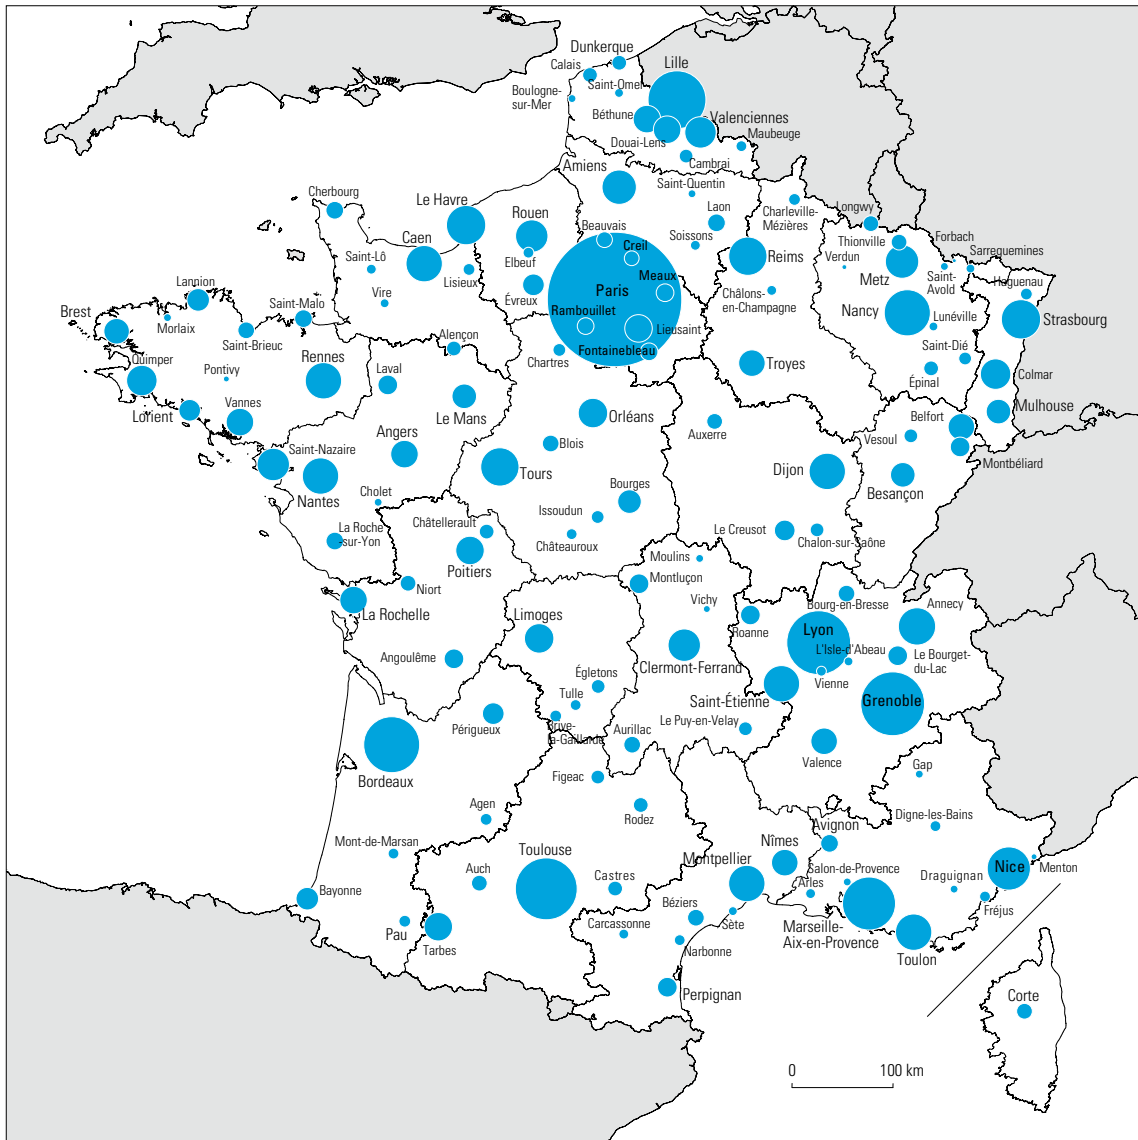 Dunkerque
Calais
Lille
Saint-Omer
Boulogne-
sur-Mer
Béthune
Valenciennes
Douai-Lens
Maubeuge
Cambrai
Amiens
Saint-Quentin
Cherbourg
Le Havre
Rouen
Laon
Charleville-
Mézières
Longwy
Beauvais
Caen
Creil
Soissons
Thionville
Forbach
Saint-Lô
Elbeuf
Reims
Verdun
Sarreguemines
Lisieux
Meaux
Metz
Saint-
Avold
Haguenau
Lannion
Vire
Évreux
Paris
Châlons-
en-Champagne
Saint-Malo
Rambouillet
Nancy
Lunéville
Strasbourg
Brest
Morlaix
Saint-Brieuc
Alençon
Lieusaint
Fontainebleau
Saint-Dié
Quimper
Pontivy
Rennes
Laval
Chartres
Troyes
Épinal
Colmar
Lorient
Vannes
Le Mans
Orléans
Auxerre
Belfort
Mulhouse
Saint-Nazaire
Angers
Blois
Vesoul
Montbéliard
Nantes
Tours
Dijon
Besançon
Cholet
Bourges
La Roche
-sur-Yon
Châtellerault
Issoudun
Le Creusot
Châteauroux
Chalon-sur-Saône
Poitiers
Moulins
Niort
Montluçon
La Rochelle
Vichy
Bourg-en-Bresse
Annecy
Limoges
Roanne
Lyon
L'Isle-d'Abeau
Le Bourget-
du-Lac
Angoulême
Clermont-Ferrand
Vienne
Égletons
Saint-Étienne
Grenoble
Tulle
Périgueux
Brive-
la-Gaillarde
Aurillac
Le Puy-en-Velay
Bordeaux
Valence
Figeac
Gap
Agen
Rodez
Digne-les-Bains
Mont-de-Marsan
Avignon
Toulouse
Nîmes
Montpellier
Salon-de-Provence
Nice
Menton
Auch
Castres
Arles
Draguignan
Bayonne
Béziers
Fréjus
Pau
Carcassonne
Sète
Marseille-
Aix-en-Provence
Tarbes
Narbonne
Toulon
Perpignan
Corte
0
100 km